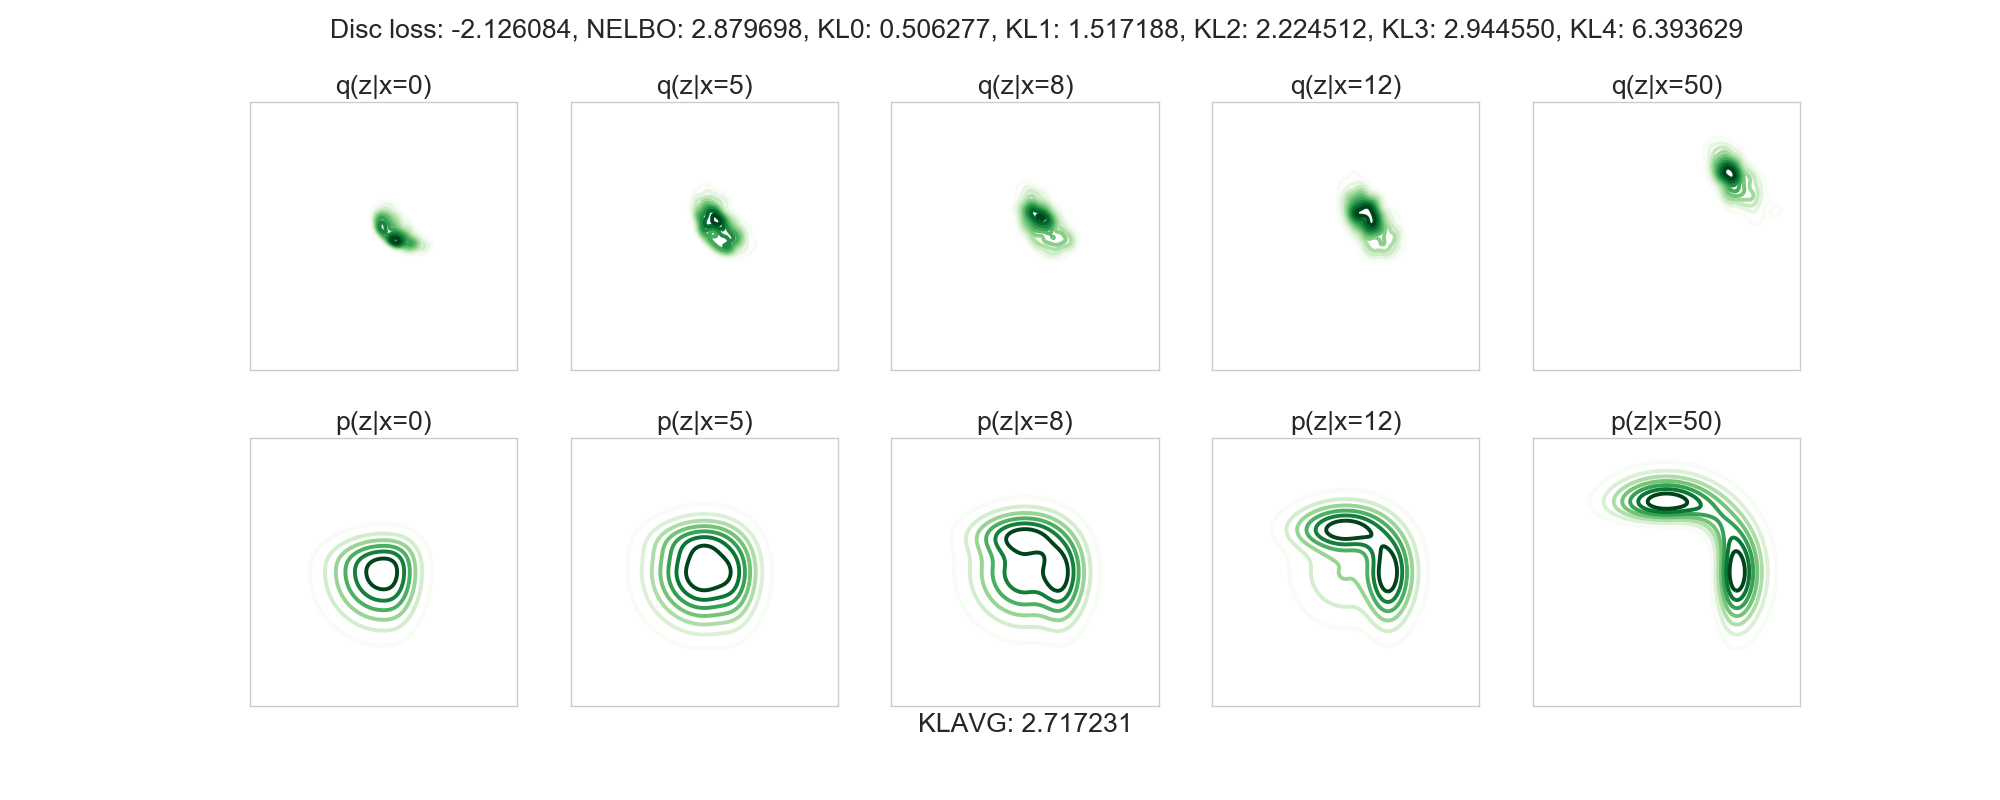 Disc loss: -2.126084, NELBO: 2.879698, KL0: 0.506277, KL1: 1.517188, KL2: 2.224512, KL3: 2.944550, KL4: 6.393629
q(z|x=0)
q(z|x=5)
q(z|x=8)
q(z|x=12)
q(z|x=50)
p(z|x=0)
p(z|x=5)
p(z|x=8)
p(z|x=12)
p(z|x=50)
KLAVG: 2.717231